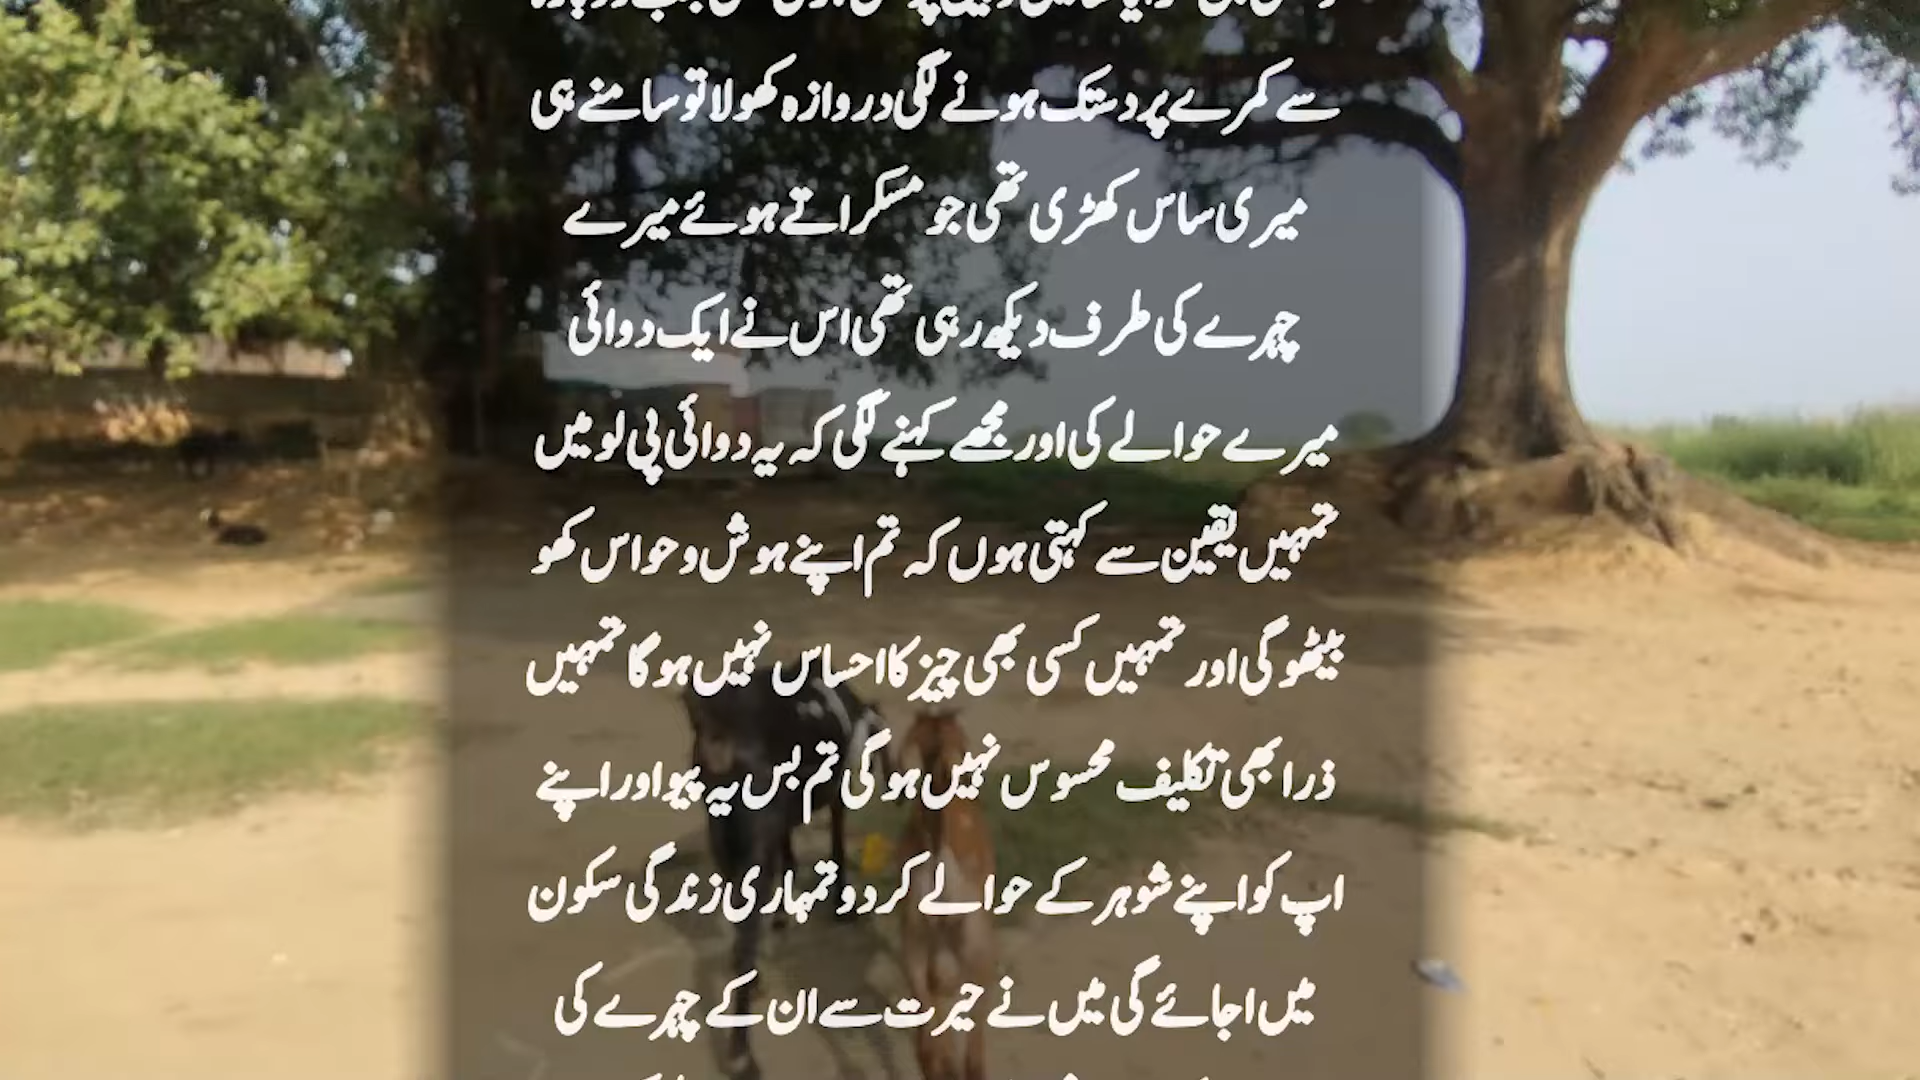 سے کمرے پر دستک ہونے لگی دروازہ کھولا تو سامنے ہی
میری ساس کھڑی تھی جو مسکراتے ہوئے میرے
چہرے کی طرف دیکھ رہی تھی اس نے ایک دوائی
میرے حوالے کی اور مجھے کہنے لگی کہ یہ دوائی پی لو میں
تمہیں یقین سے کہتی ہوں کہ تم اپنے ہوش و حواس کھو
بیٹھو گی اور تمہیں کسی بھی چیز کا احساس نہیں ہوگا تمہیں
ذرا بھی تکلیف محسوس نہیں ہوگی تم بس یہ پیو اور اپنے
اپ کو اپنے شوہر کے حوالے کر دو تمہاری زندگی سکون
میں اجائے گی میں نے حیرت سے ان کے چہرے کی